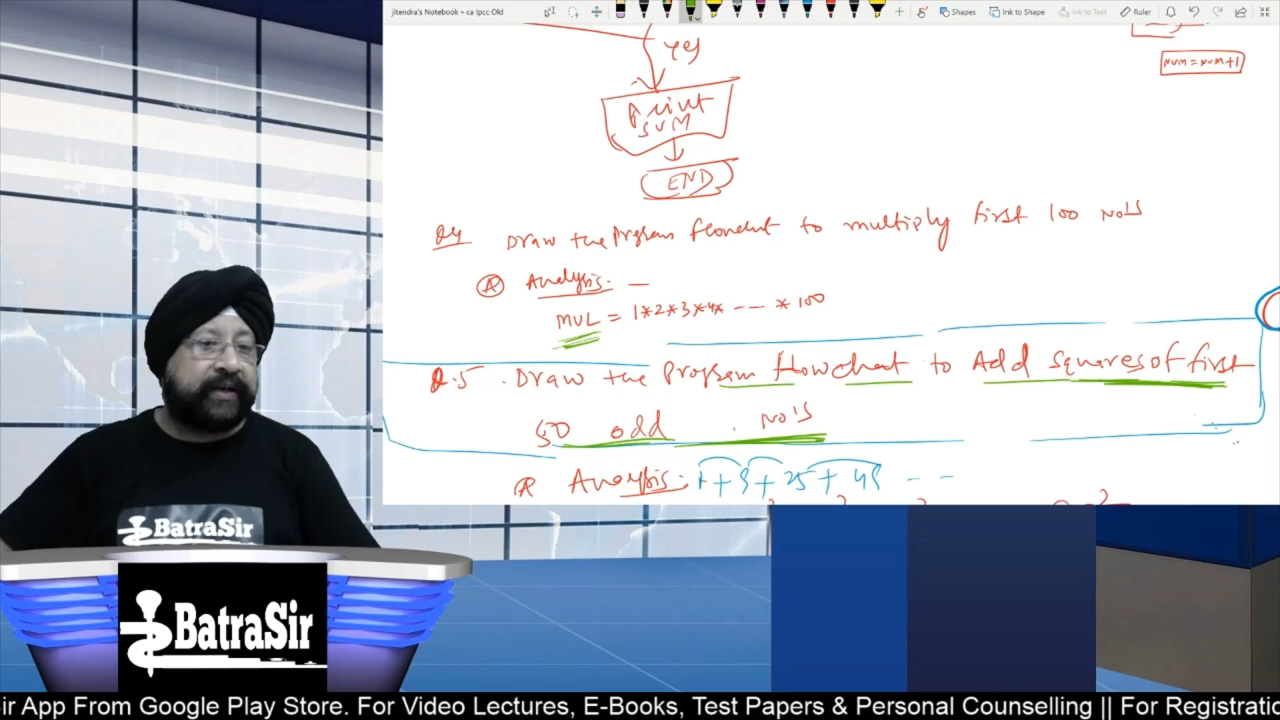 jitendra's Notebook > ca Ipcc Old
Shapes
Ink to Shape
Ink to Text
Ruler
yes
NUM = NUM+1
print
SUM
END
Q4 Draw the Program flowchart to multiply first 100 No's
Ⓐ Analysis. —
MUL = 1*2*3*4* --- * 100
Q.5. Draw the Program flowchart to Add squares of first
50 odd No's
A Analysis: 1+9+25+49 - -
BatraSir
BatraSir
ir App From Google Play Store. For Video Lectures, E-Books, Test Papers & Personal Counselling || For Registratio